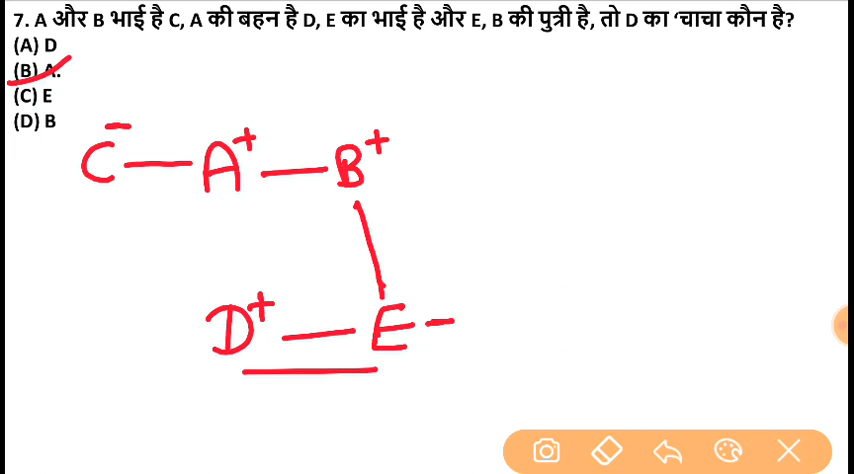 7. A और B भाई है C, A की बहन है D, E का भाई है और E, B की पुत्री है, तो D का ‘चाचा कौन है?
(A) D
(B) A.
(C) E
(D) B
C⁻ — A⁺ — B⁺
D⁺ — E -